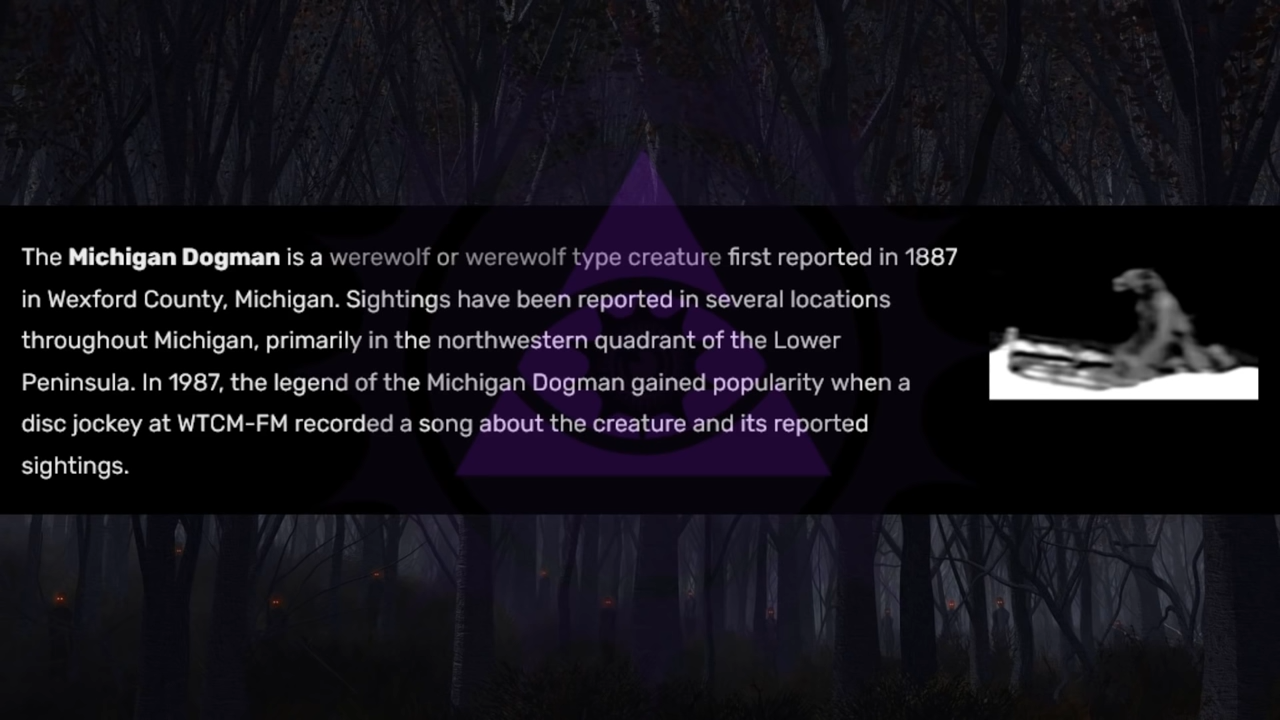 The Michigan Dogman is a werewolf or werewolf type creature first reported in 1887
in Wexford County, Michigan. Sightings have been reported in several locations
throughout Michigan, primarily in the northwestern quadrant of the Lower
Peninsula. In 1987, the legend of the Michigan Dogman gained popularity when a
disc jockey at WTCM-FM recorded a song about the creature and its reported
sightings.